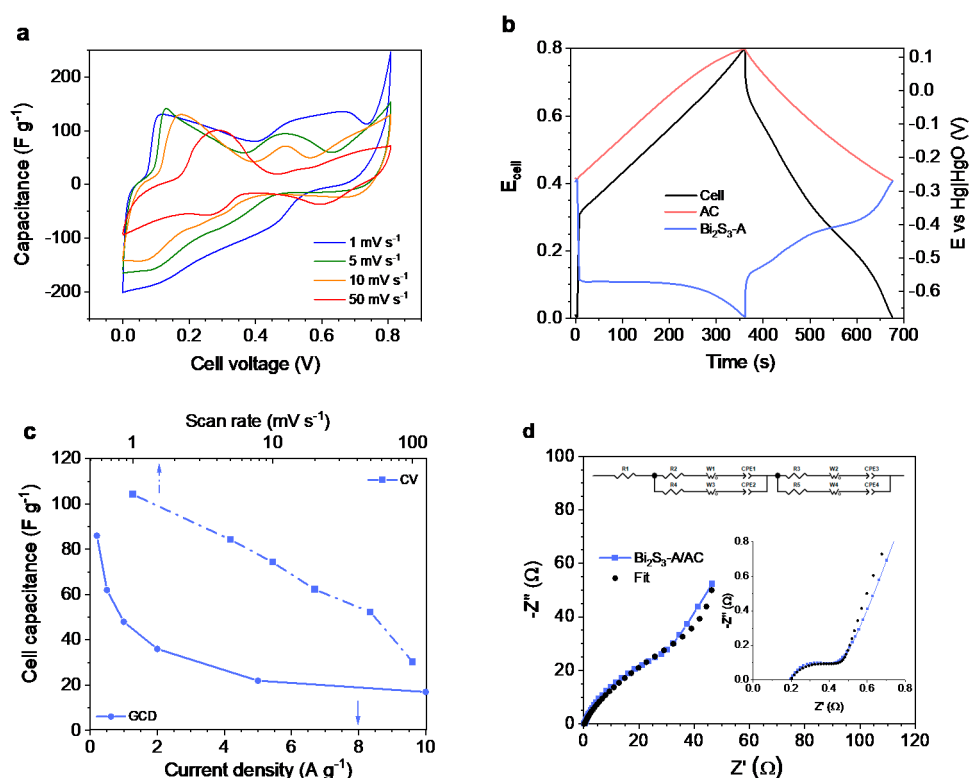 a
Capacitance (F g⁻¹)
200
100
0
-100
-200
0.0 0.2 0.4 0.6 0.8
Cell voltage (V)
1 mV s⁻¹
5 mV s⁻¹
10 mV s⁻¹
50 mV s⁻¹
b
E_cell
0.8
0.6
0.4
0.2
0.0
0 100 200 300 400 500 600 700
Time (s)
Cell
AC
Bi₂S₃-A
0.1
0.0
-0.1
-0.2
-0.3
-0.4
-0.5
-0.6
E vs Hg|HgO (V)
c
Scan rate (mV s⁻¹)
1 10 100
Cell capacitance (F g⁻¹)
120
100
80
60
40
20
0
CV
GCD
0 2 4 6 8 10
Current density (A g⁻¹)
d
-Z'' (Ω)
100
80
60
40
20
0
0 20 40 60 80 100 120
Z' (Ω)
R1 R2 W1 CPE1 R3 W2 CPE3
R4 W3 CPE2 R5 W4 CPE4
Bi₂S₃-A/AC
Fit
-Z'' (Ω)
0.8
0.6
0.4
0.2
0.0
0.0 0.2 0.4 0.6 0.8
Z' (Ω)